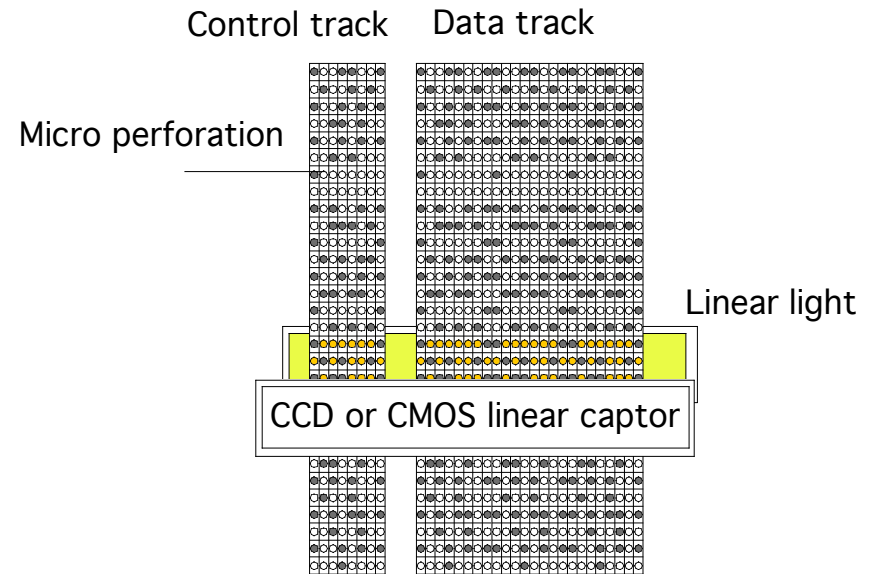 Control track
Data track
Micro perforation
Linear light
CCD or CMOS linear captor